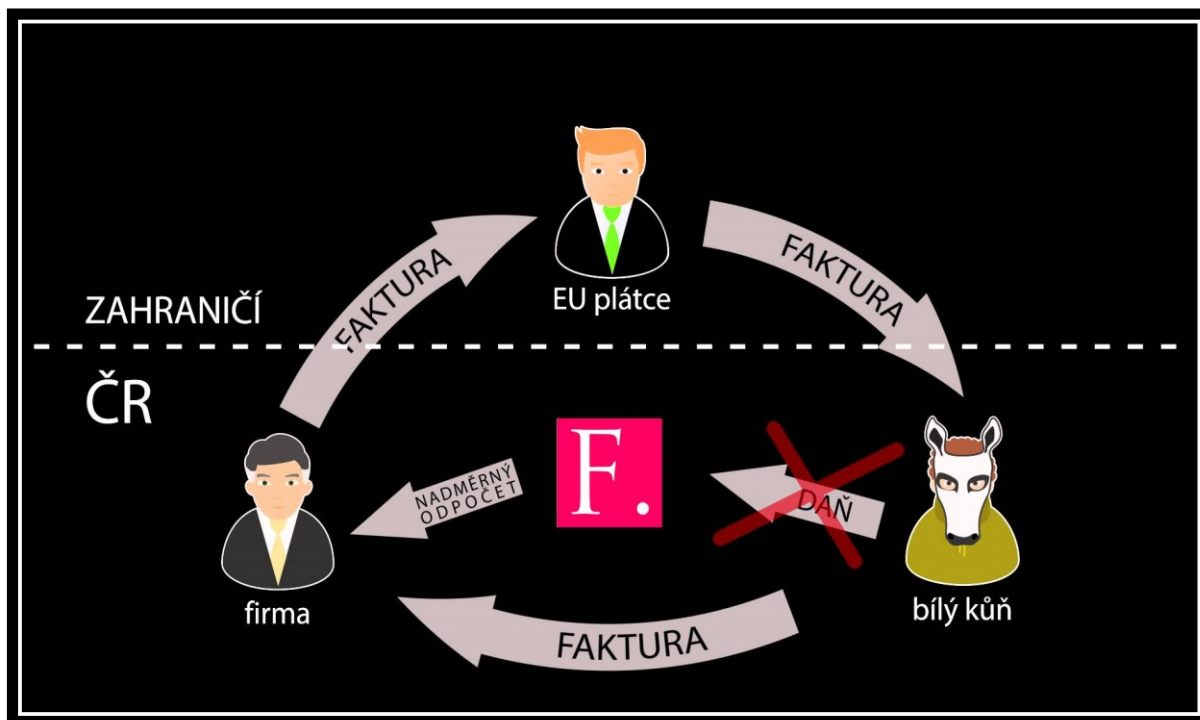 FAKTURA
FAKTURA
EU plátce
ZAHRANIČÍ
ČR
NADMĚRNÝ
ODPOČET
F.
DAŇ
firma
bílý kůň
FAKTURA